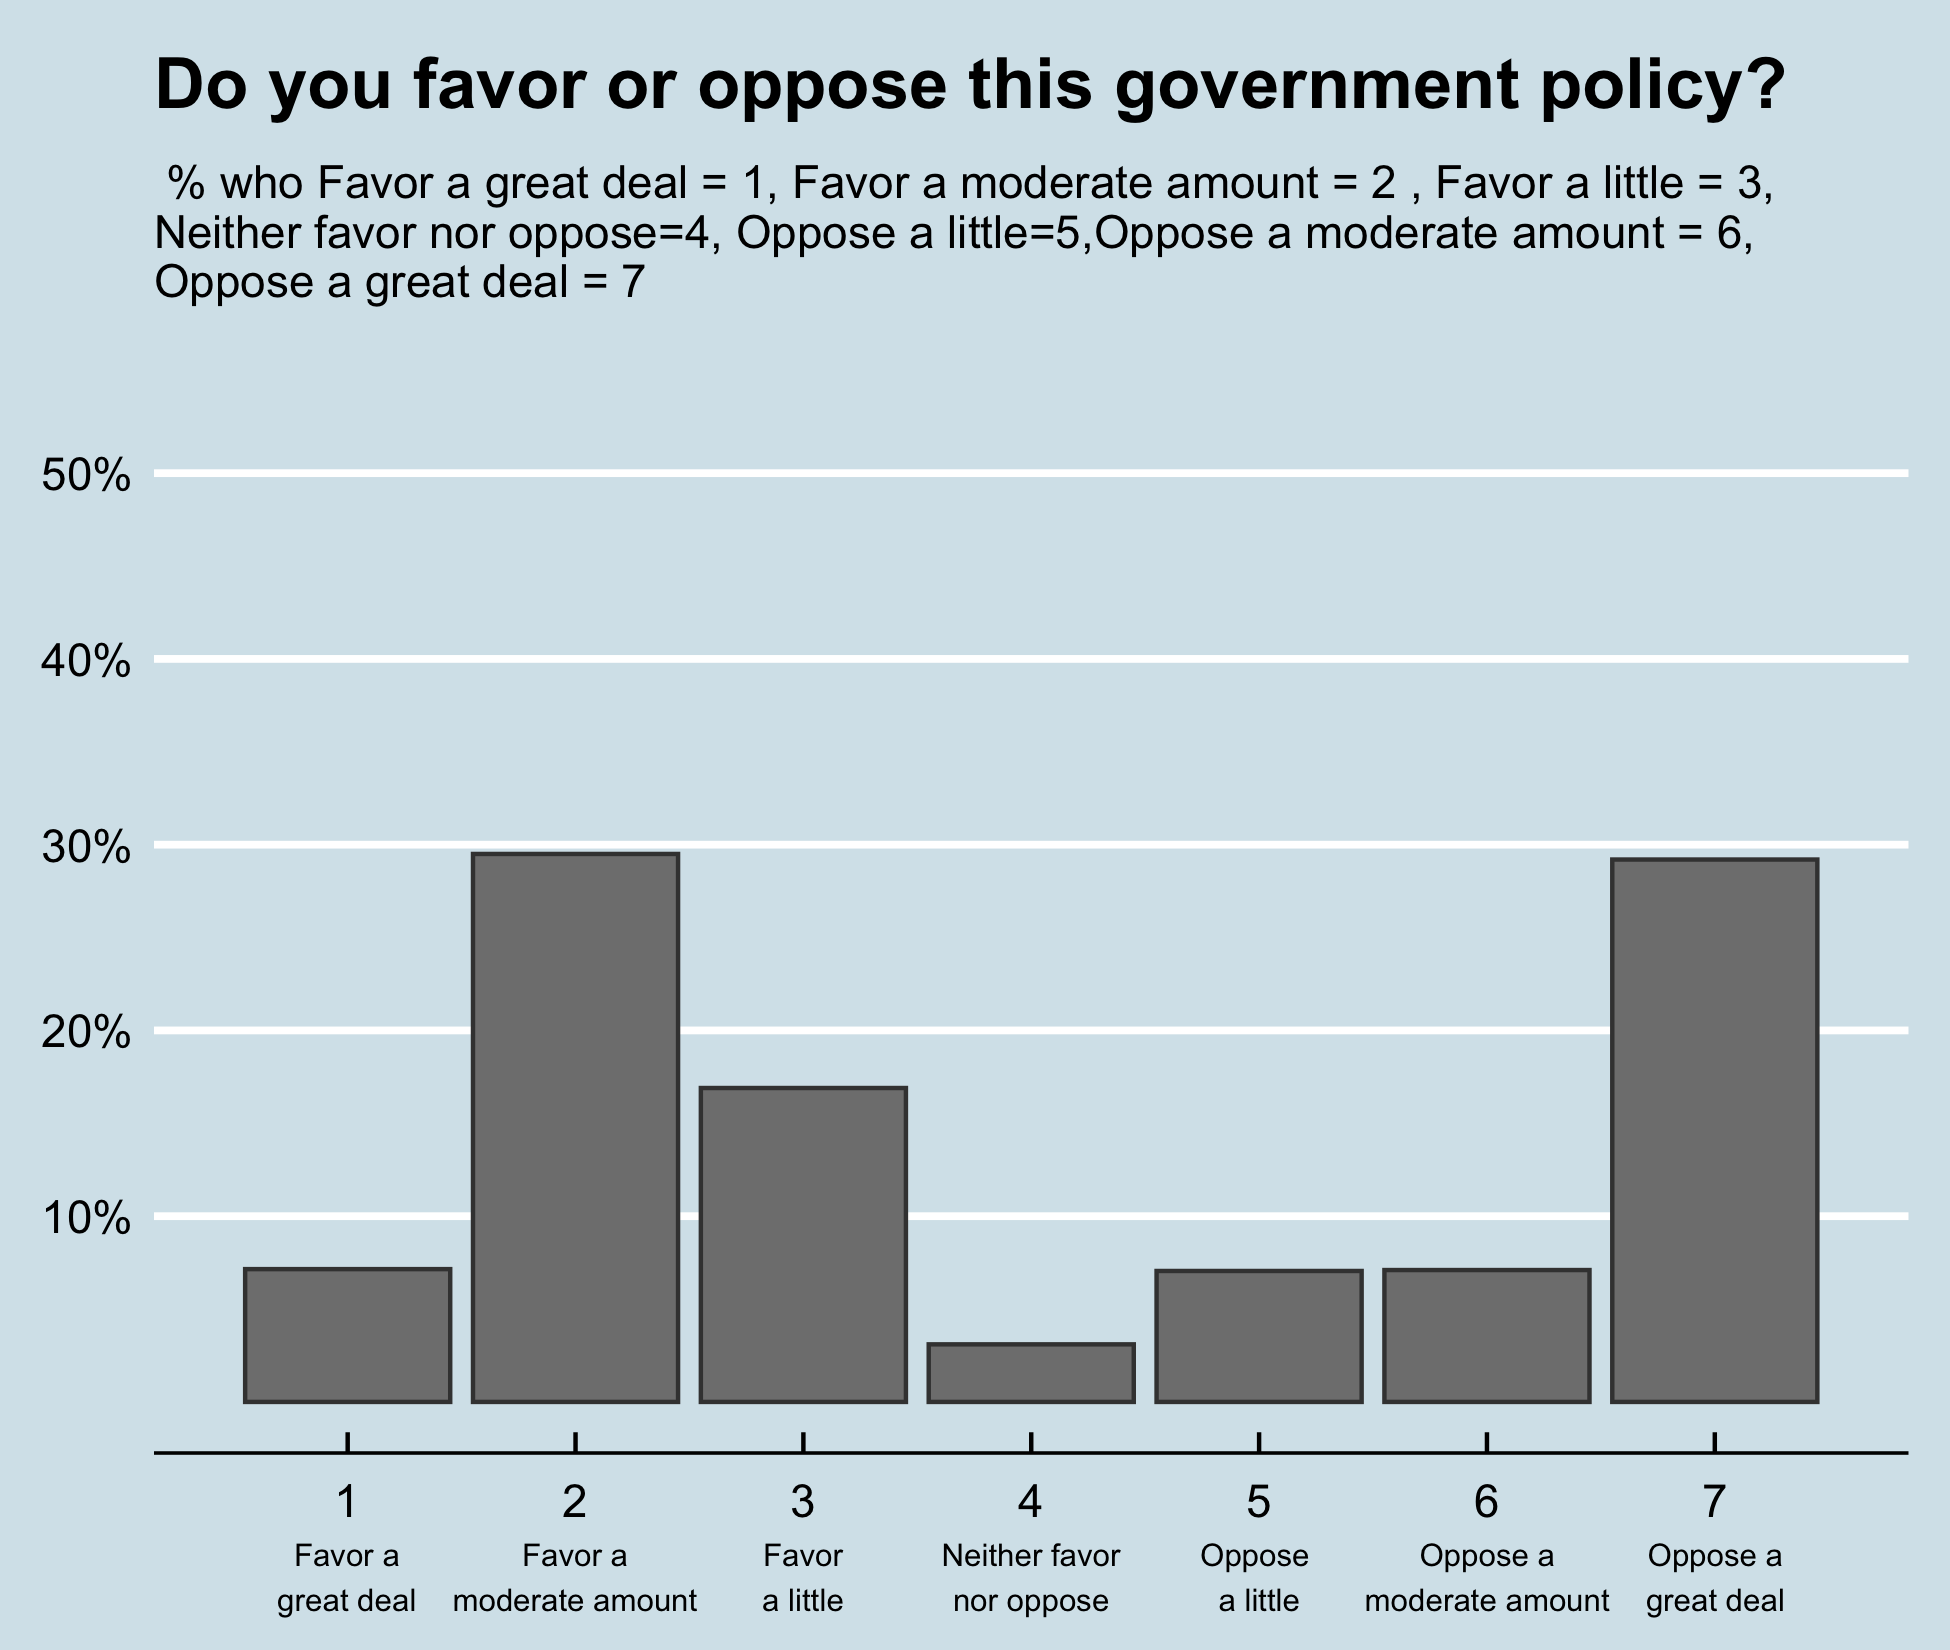 Do you favor or oppose this government policy?
% who Favor a great deal = 1, Favor a moderate amount = 2 , Favor a little = 3,
Neither favor nor oppose=4, Oppose a little=5,Oppose a moderate amount = 6,
Oppose a great deal = 7
50%
40%
30%
20%
10%
1 2 3 4 5 6 7
Favor a Favor a Favor Neither favor Oppose Oppose a Oppose a
great deal moderate amount a little nor oppose a little moderate amount great deal